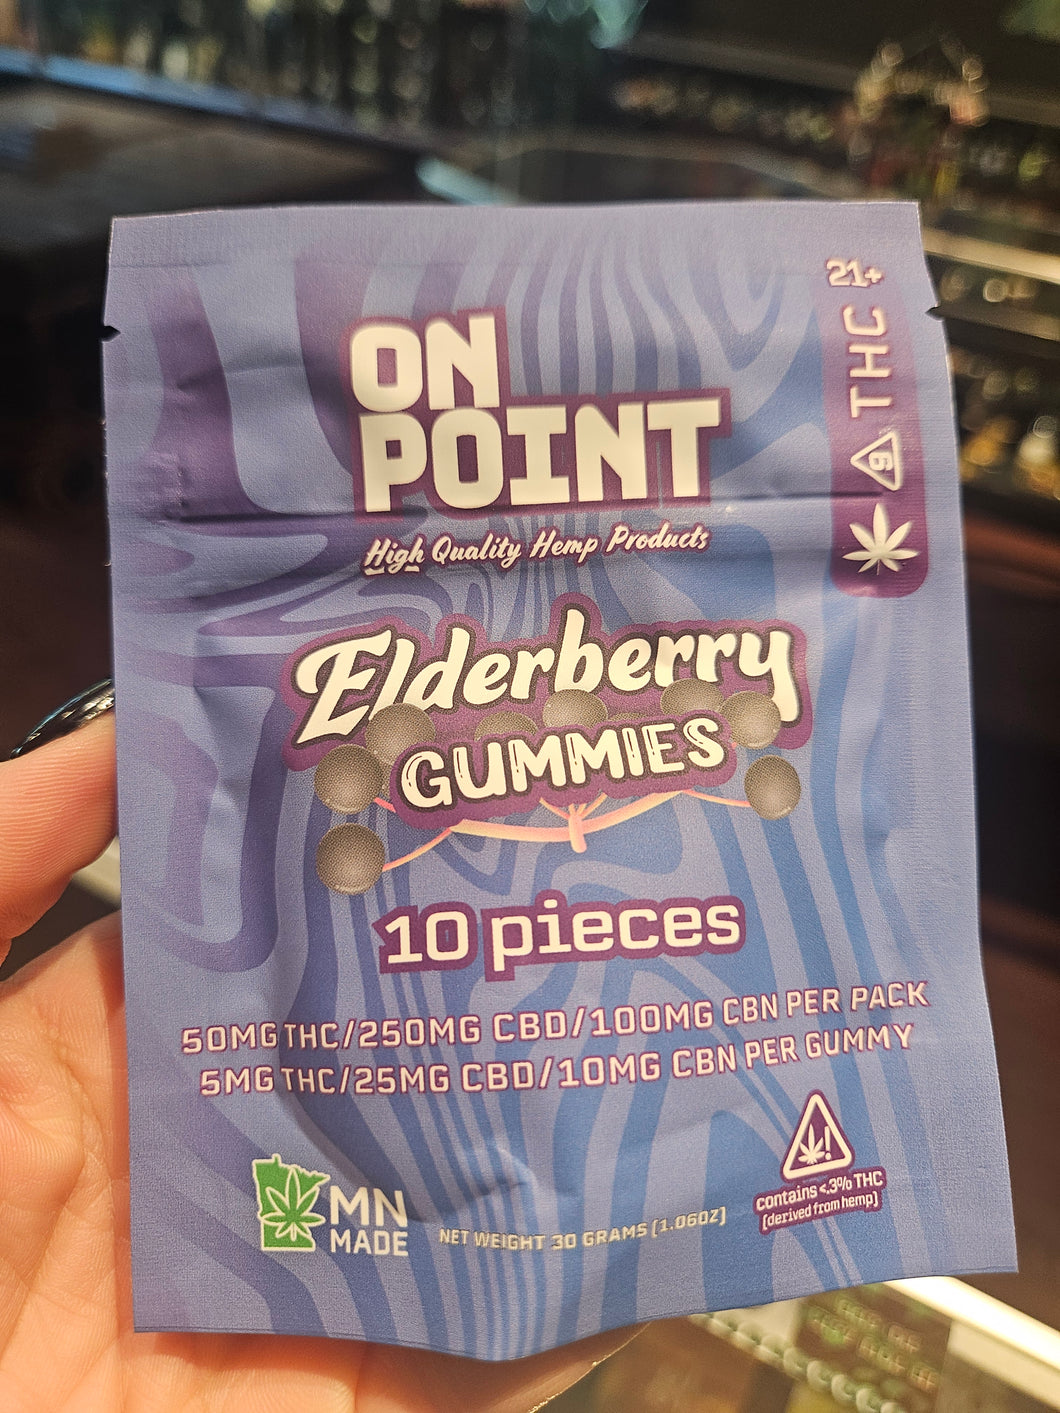 21+
THC
9
ON
POINT
High Quality Hemp Products
Elderberry
GUMMIES
10 pieces
50MG THC/250MG CBD/100MG CBN PER PACK
5MG THC/25MG CBD/10MG CBN PER GUMMY
!
contains <.3% THC
(derived from hemp)
MN
MADE
NET WEIGHT 30 GRAMS [1.06OZ]